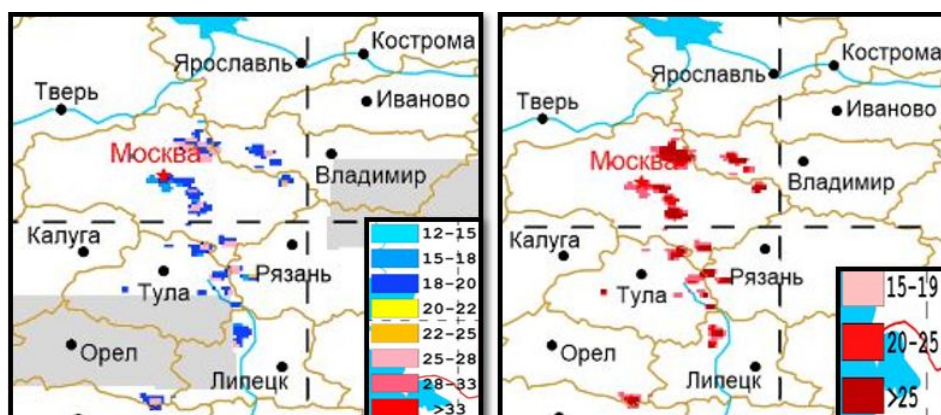 Кострома
Ярославль
Тверь
Иваново
Москва
Владимир
Калуга
Рязань
Тула
Орел
Липецк
12-15
15-18
18-20
20-22
22-25
25-28
28-33
>33
Кострома
Ярославль
Тверь
Иваново
Москва
Владимир
Калуга
Рязань
Тула
Орел
Липецк
15-19
20-25
>25